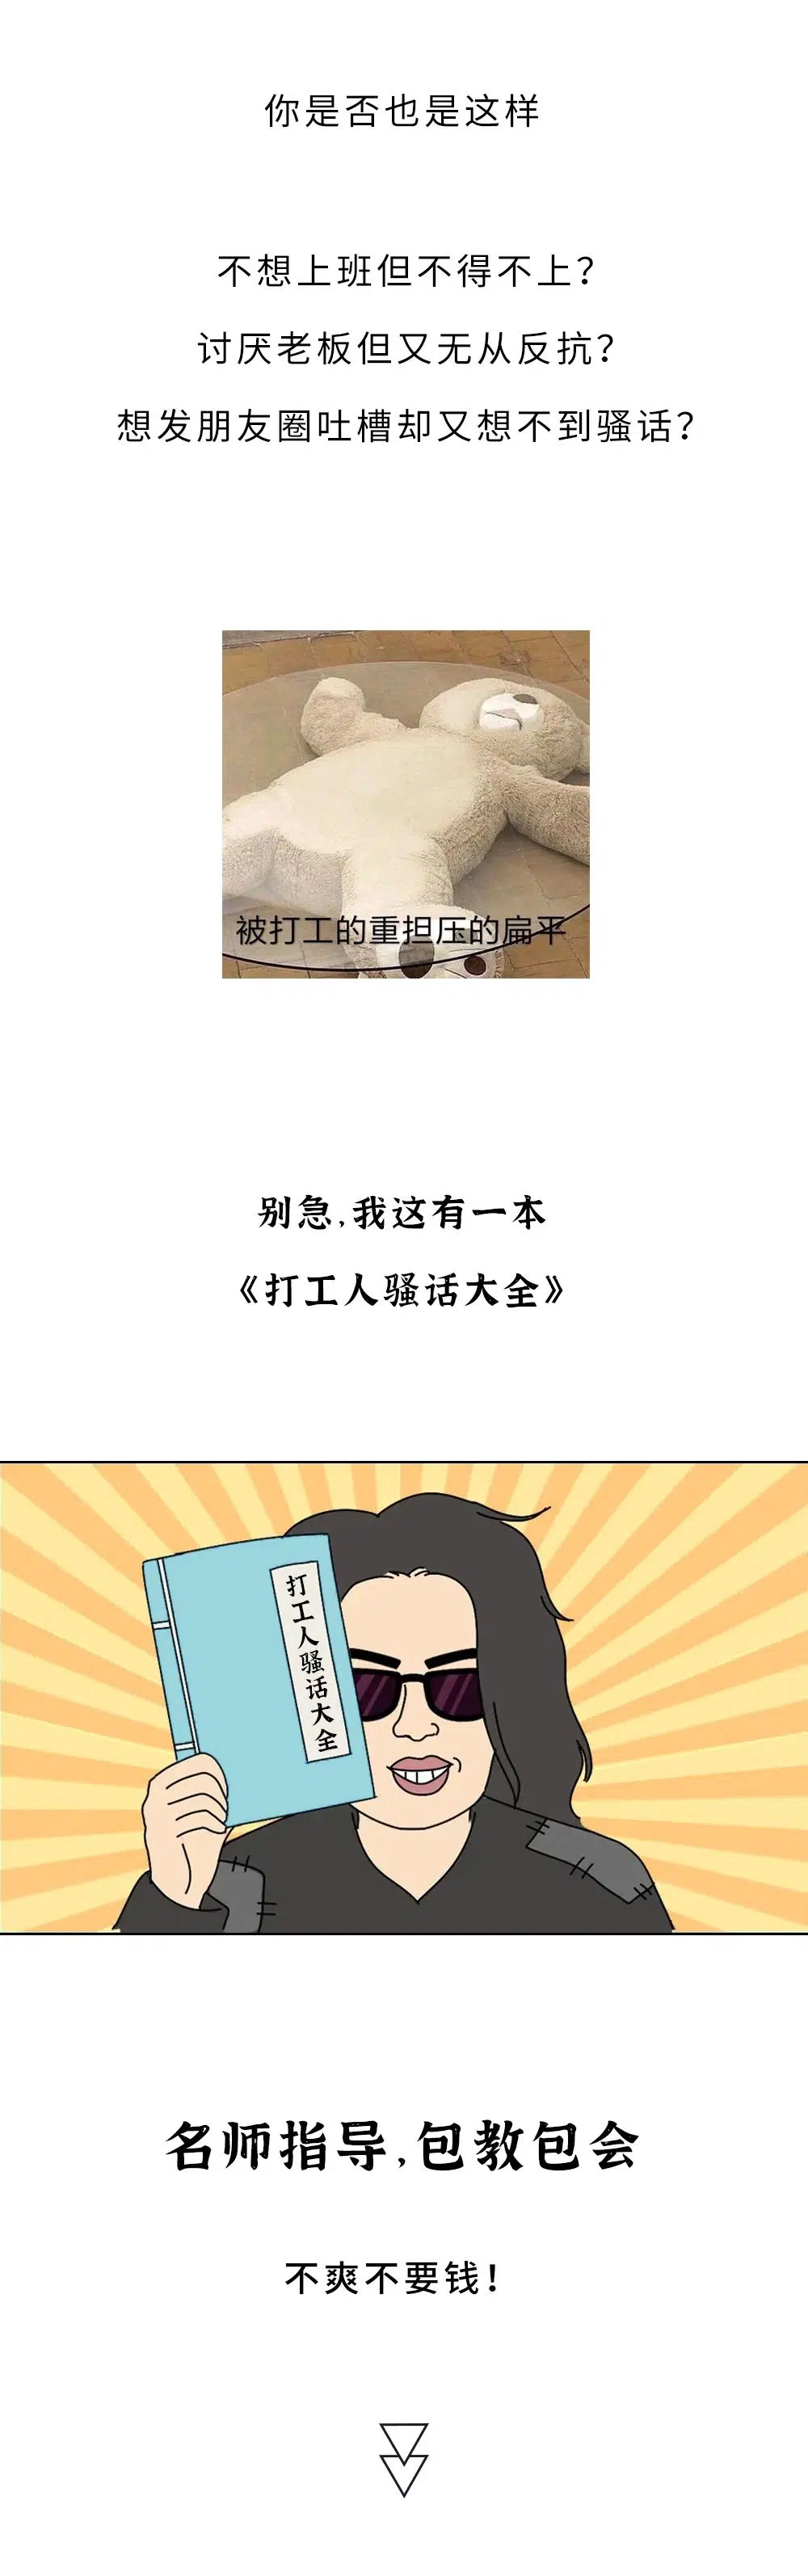 你是否也是这样
不想上班但不得不上？
讨厌老板但又无从反抗？
想发朋友圈吐槽却又想不到骚话？
被打工的重担压的扁平
别急,我这有一本
《打工人骚话大全》
打工人骚话大全
名师指导,包教包会
不爽不要钱！